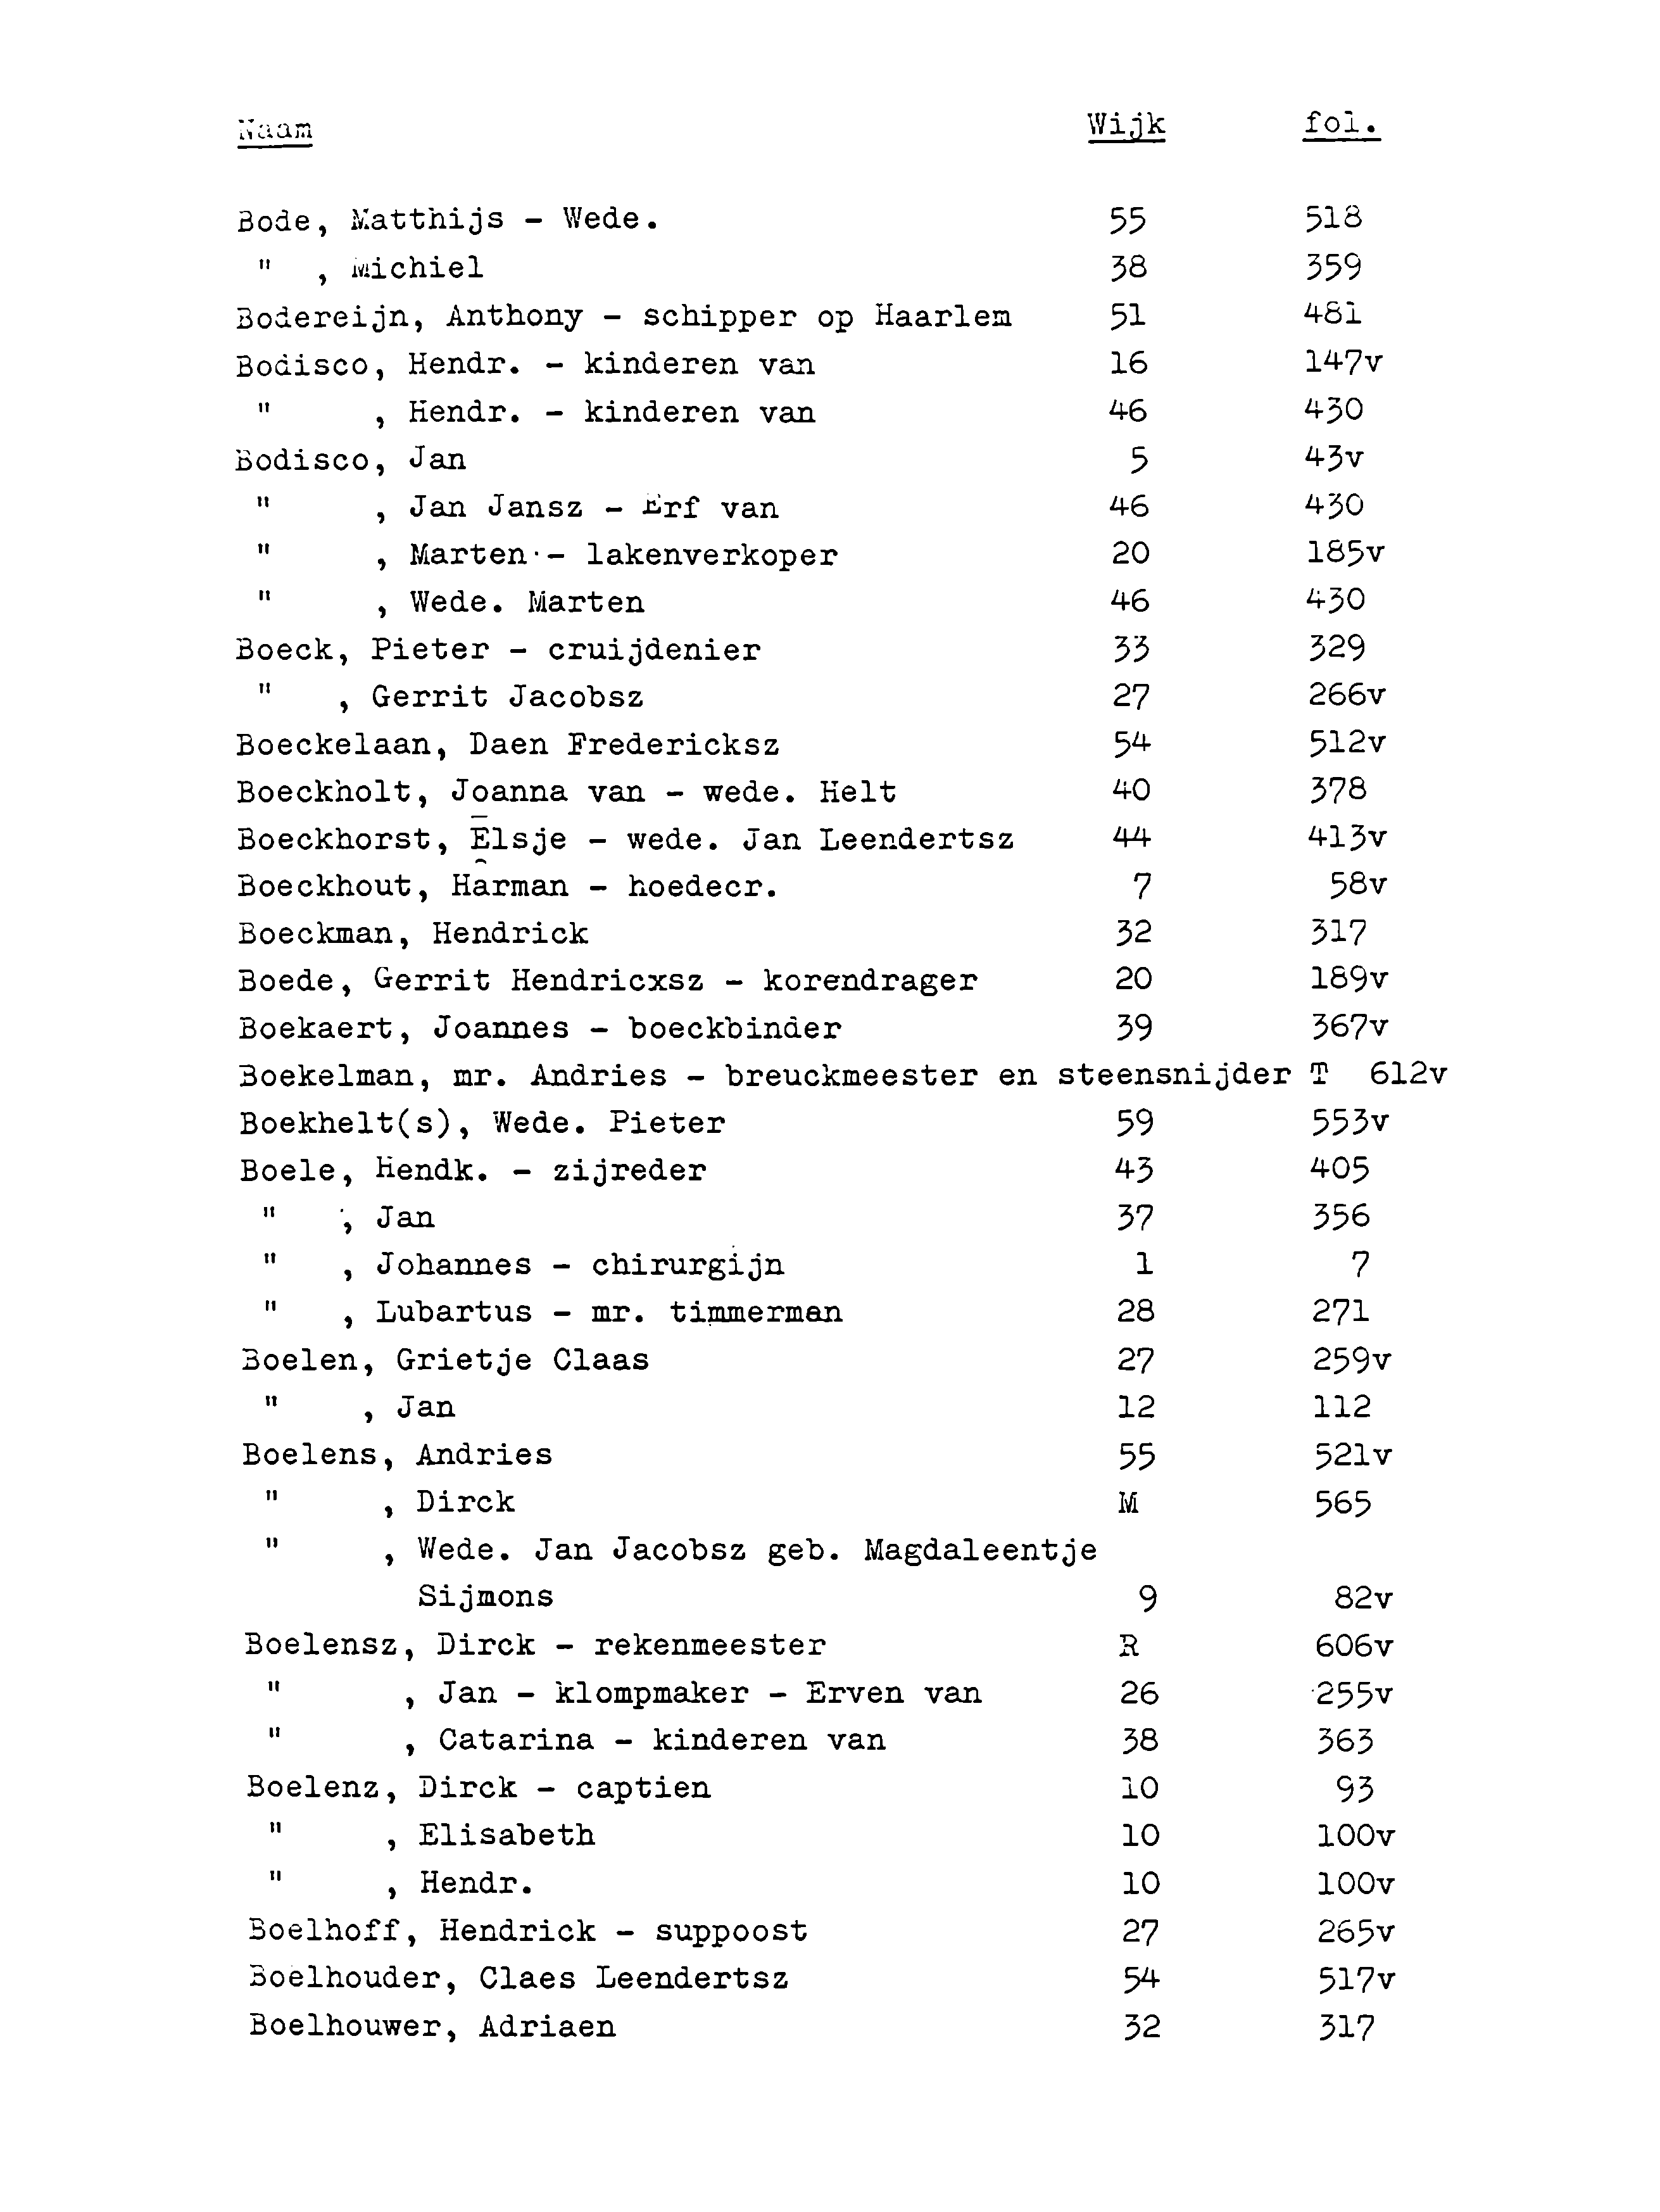 Naam Wijk fol.
Bode, Matthijs - Wede. 55 518
" , Michiel 38 359
Bodereijn, Anthony - schipper op Haarlem 51 481
Bodisco, Hendr. - kinderen van 16 147v
" , Hendr. - kinderen van 46 430
Bodisco, Jan 5 43v
" , Jan Jansz - Erf van 46 430
" , Marten - lakenverkoper 20 185v
" , Wede. Marten 46 430
Boeck, Pieter - cruijdenier 33 329
" , Gerrit Jacobsz 27 266v
Boeckelaan, Daen Fredericksz 54 512v
Boeckholt, Joanna van - wede. Helt 40 378
Boeckhorst, Elsje - wede. Jan Leendertsz 44 413v
Boeckhout, Harman - hoedecr. 7 58v
Boeckman, Hendrick 32 317
Boede, Gerrit Hendricxsz - korendrager 20 189v
Boekaert, Joannes - boeckbinder 39 367v
Boekelman, mr. Andries - breuckmeester en steensnijder T 612v
Boekhelt(s), Wede. Pieter 59 553v
Boele, Hendk. - zijreder 43 405
" , Jan 37 356
" , Johannes - chirurgijn 1 7
" , Lubartus - mr. timmerman 28 271
Boelen, Grietje Claas 27 259v
" , Jan 12 112
Boelens, Andries 55 521v
" , Dirck M 565
" , Wede. Jan Jacobsz geb. Magdaleentje
Sijmons 9 82v
Boelensz, Dirck - rekenmeester R 606v
" , Jan - klompmaker - Erven van 26 255v
" , Catarina - kinderen van 38 363
Boelenz, Dirck - captien 10 93
" , Elisabeth 10 100v
" , Hendr. 10 100v
Boelhoff, Hendrick - suppoost 27 265v
Boelhouder, Claes Leendertsz 54 517v
Boelhouwer, Adriaen 32 317